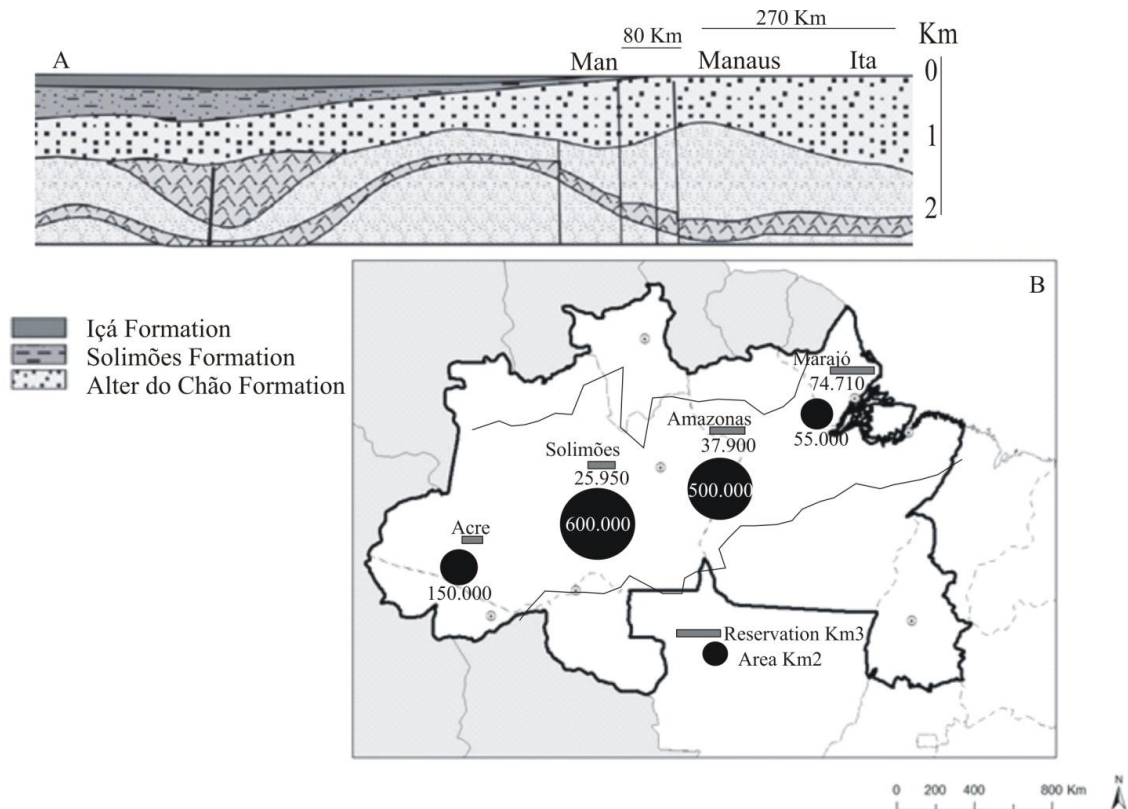 270 Km
80 Km
Km
A
Man
Manaus
Ita
0
1
2
B
Içá Formation
Solimões Formation
Alter do Chão Formation
Marajó
74.710
55.000
Amazonas
37.900
500.000
Solimões
25.950
600.000
Acre
150.000
Reservation Km3
Area Km2
0 200 400 800 Km
N